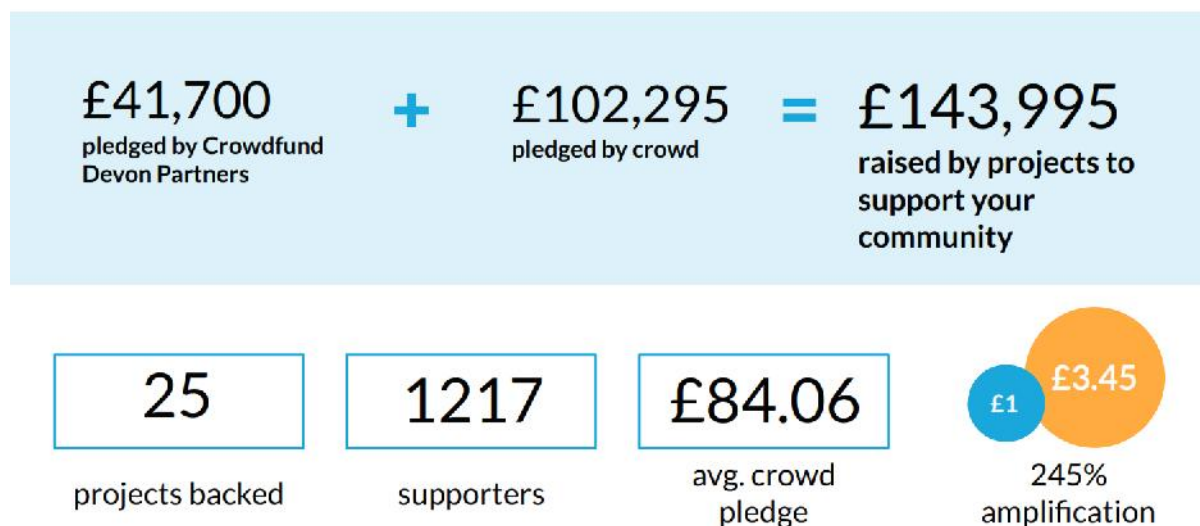 £41,700 + £102,295 = £143,995
pledged by Crowdfund
Devon Partners
pledged by crowd
raised by projects to
support your
community
25
projects backed
1217
supporters
£84.06
avg. crowd
pledge
£1
£3.45
245%
amplification